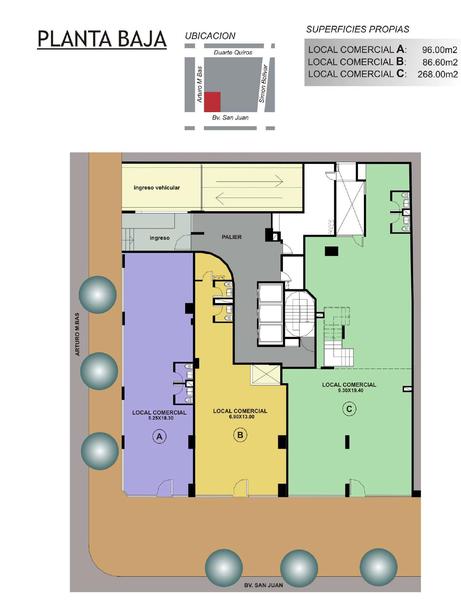 PLANTA BAJA
UBICACION
Duarte Quiros
Arturo M Bas
Simon Bolivar
Bv. San Juan
SUPERFICIES PROPIAS
LOCAL COMERCIAL A: 96.00m2
LOCAL COMERCIAL B: 86.60m2
LOCAL COMERCIAL C: 268.00m2
ingreso vehicular
ingreso
PALIER
ARTURO M.BAS
LOCAL COMERCIAL
5.25X18.30
A
LOCAL COMERCIAL
6.90X13.00
B
LOCAL COMERCIAL
9.30X19.40
C
BV. SAN JUAN